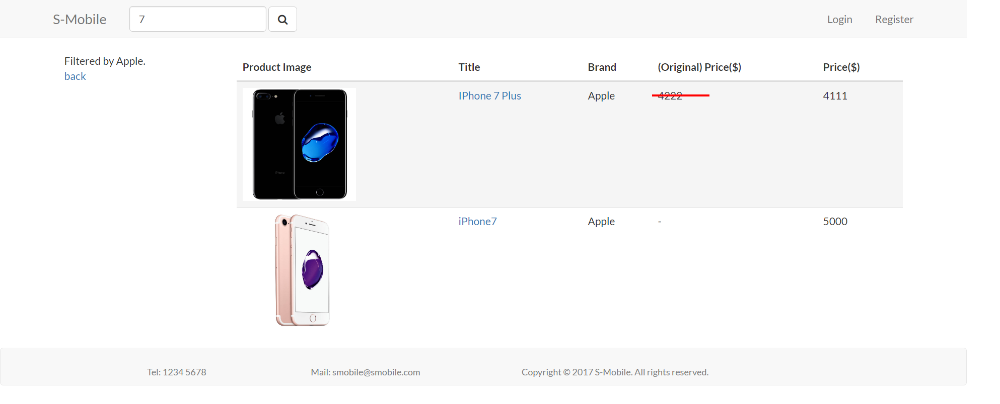 S-Mobile 7 Login Register
Filtered by Apple.
back
Product Image Title Brand (Original) Price($) Price($)
IPhone 7 Plus Apple 4222 4111
iPhone
iPhone7 Apple - 5000
Tel: 1234 5678 Mail: smobile@smobile.com Copyright © 2017 S-Mobile. All rights reserved.